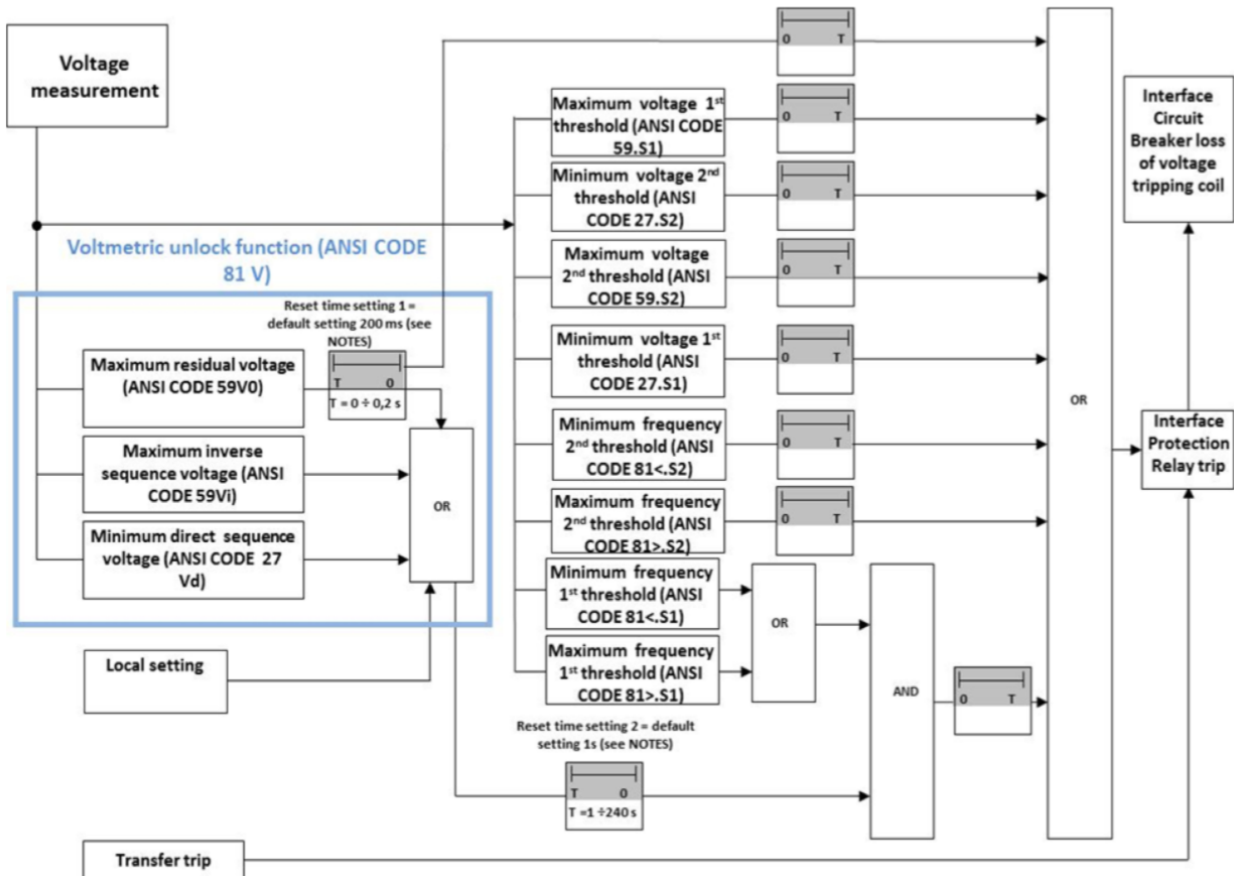 Voltage
measurement
Voltmetric unlock function (ANSI CODE
81 V)
Reset time setting 1 =
default setting 200 ms (see
NOTES)
T 0
T = 0 ÷ 0,2 s
Maximum residual voltage
(ANSI CODE 59V0)
Maximum inverse
sequence voltage (ANSI
CODE 59Vi)
Minimum direct sequence
voltage (ANSI CODE 27
Vd)
OR
Local setting
Transfer trip
0 T
Maximum voltage 1st
threshold (ANSI CODE
59.S1)
0 T
Minimum voltage 2nd
threshold (ANSI
CODE 27.S2)
0 T
Maximum voltage
2nd threshold (ANSI
CODE 59.S2)
0 T
Minimum voltage 1st
threshold (ANSI
CODE 27.S1)
0 T
Minimum frequency
2nd threshold (ANSI
CODE 81<.S2)
0 T
Maximum frequency
2nd threshold (ANSI
CODE 81>.S2)
0 T
Minimum frequency
1st threshold (ANSI
CODE 81<.S1)
Maximum frequency
1st threshold (ANSI
CODE 81>.S1)
OR
Reset time setting 2 = default
setting 1s (see NOTES)
T 0
T =1 ÷240 s
AND
0 T
OR
Interface
Circuit
Breaker loss
of voltage
tripping coil
Interface
Protection
Relay trip